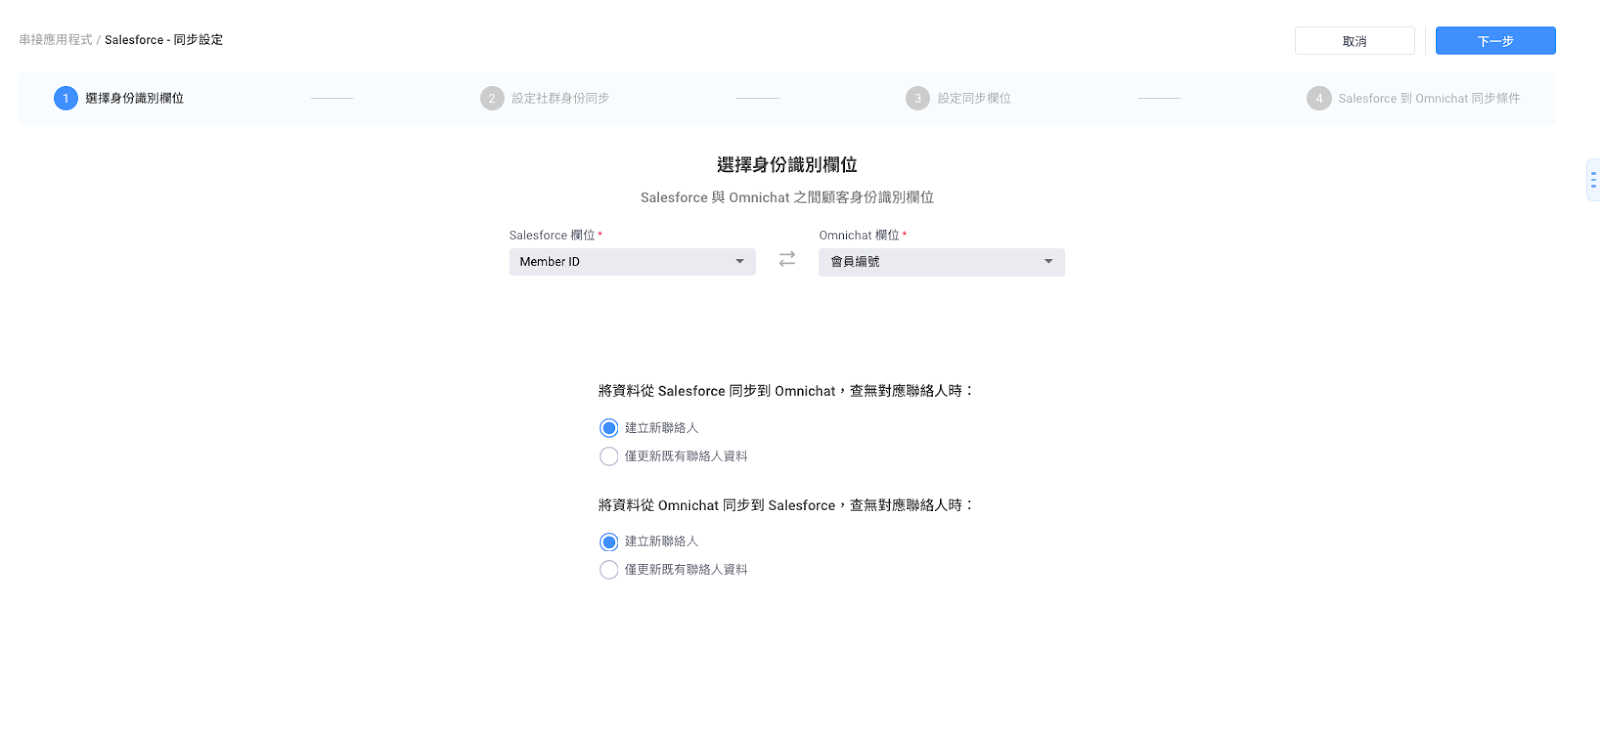 串接應用程式 / Salesforce - 同步設定
取消
下一步
1 選擇身份識別欄位
2 設定社群身份同步
3 設定同步欄位
4 Salesforce 到 Omnichat 同步條件
選擇身份識別欄位
Salesforce 與 Omnichat 之間顧客身份識別欄位
Salesforce 欄位 *
Omnichat 欄位 *
Member ID
會員編號
將資料從 Salesforce 同步到 Omnichat，查無對應聯絡人時：
建立新聯絡人
僅更新既有聯絡人資料
將資料從 Omnichat 同步到 Salesforce，查無對應聯絡人時：
建立新聯絡人
僅更新既有聯絡人資料